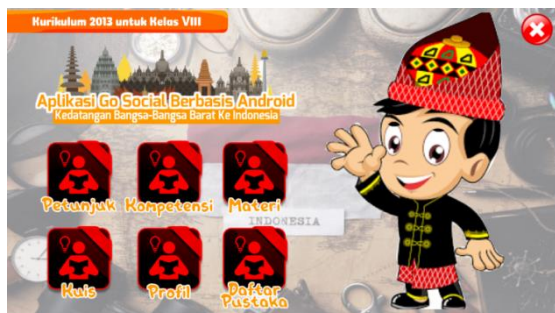 Kurikulum 2013 untuk Kelas VIII
Aplikasi Go Social Berbasis Android
Kedatangan Bangsa-Bangsa Barat Ke Indonesia
Petunjuk Kompetensi Materi
INDONESIA
Kuis Profil Daftar
Pustaka